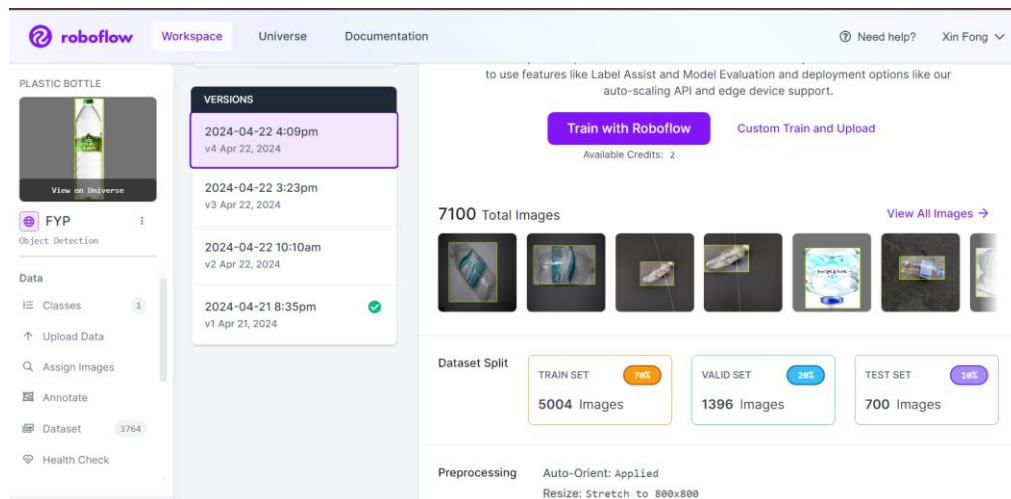 roboflow
Workspace
Universe
Documentation
Need help?
Xin Fong
PLASTIC BOTTLE
View on Universe
FYP
Object Detection
Data
Classes 1
Upload Data
Assign Images
Annotate
Dataset 3764
Health Check
VERSIONS
2024-04-22 4:09pm
v4 Apr 22, 2024
2024-04-22 3:23pm
v3 Apr 22, 2024
2024-04-22 10:10am
v2 Apr 22, 2024
2024-04-21 8:35pm
v1 Apr 21, 2024
to use features like Label Assist and Model Evaluation and deployment options like our
auto-scaling API and edge device support.
Train with Roboflow
Custom Train and Upload
Available Credits: 2
7100 Total Images
View All Images →
Dataset Split
TRAIN SET 70%
5004 Images
VALID SET 20%
1396 Images
TEST SET 10%
700 Images
Preprocessing
Auto-Orient: Applied
Resize: Stretch to 800x800